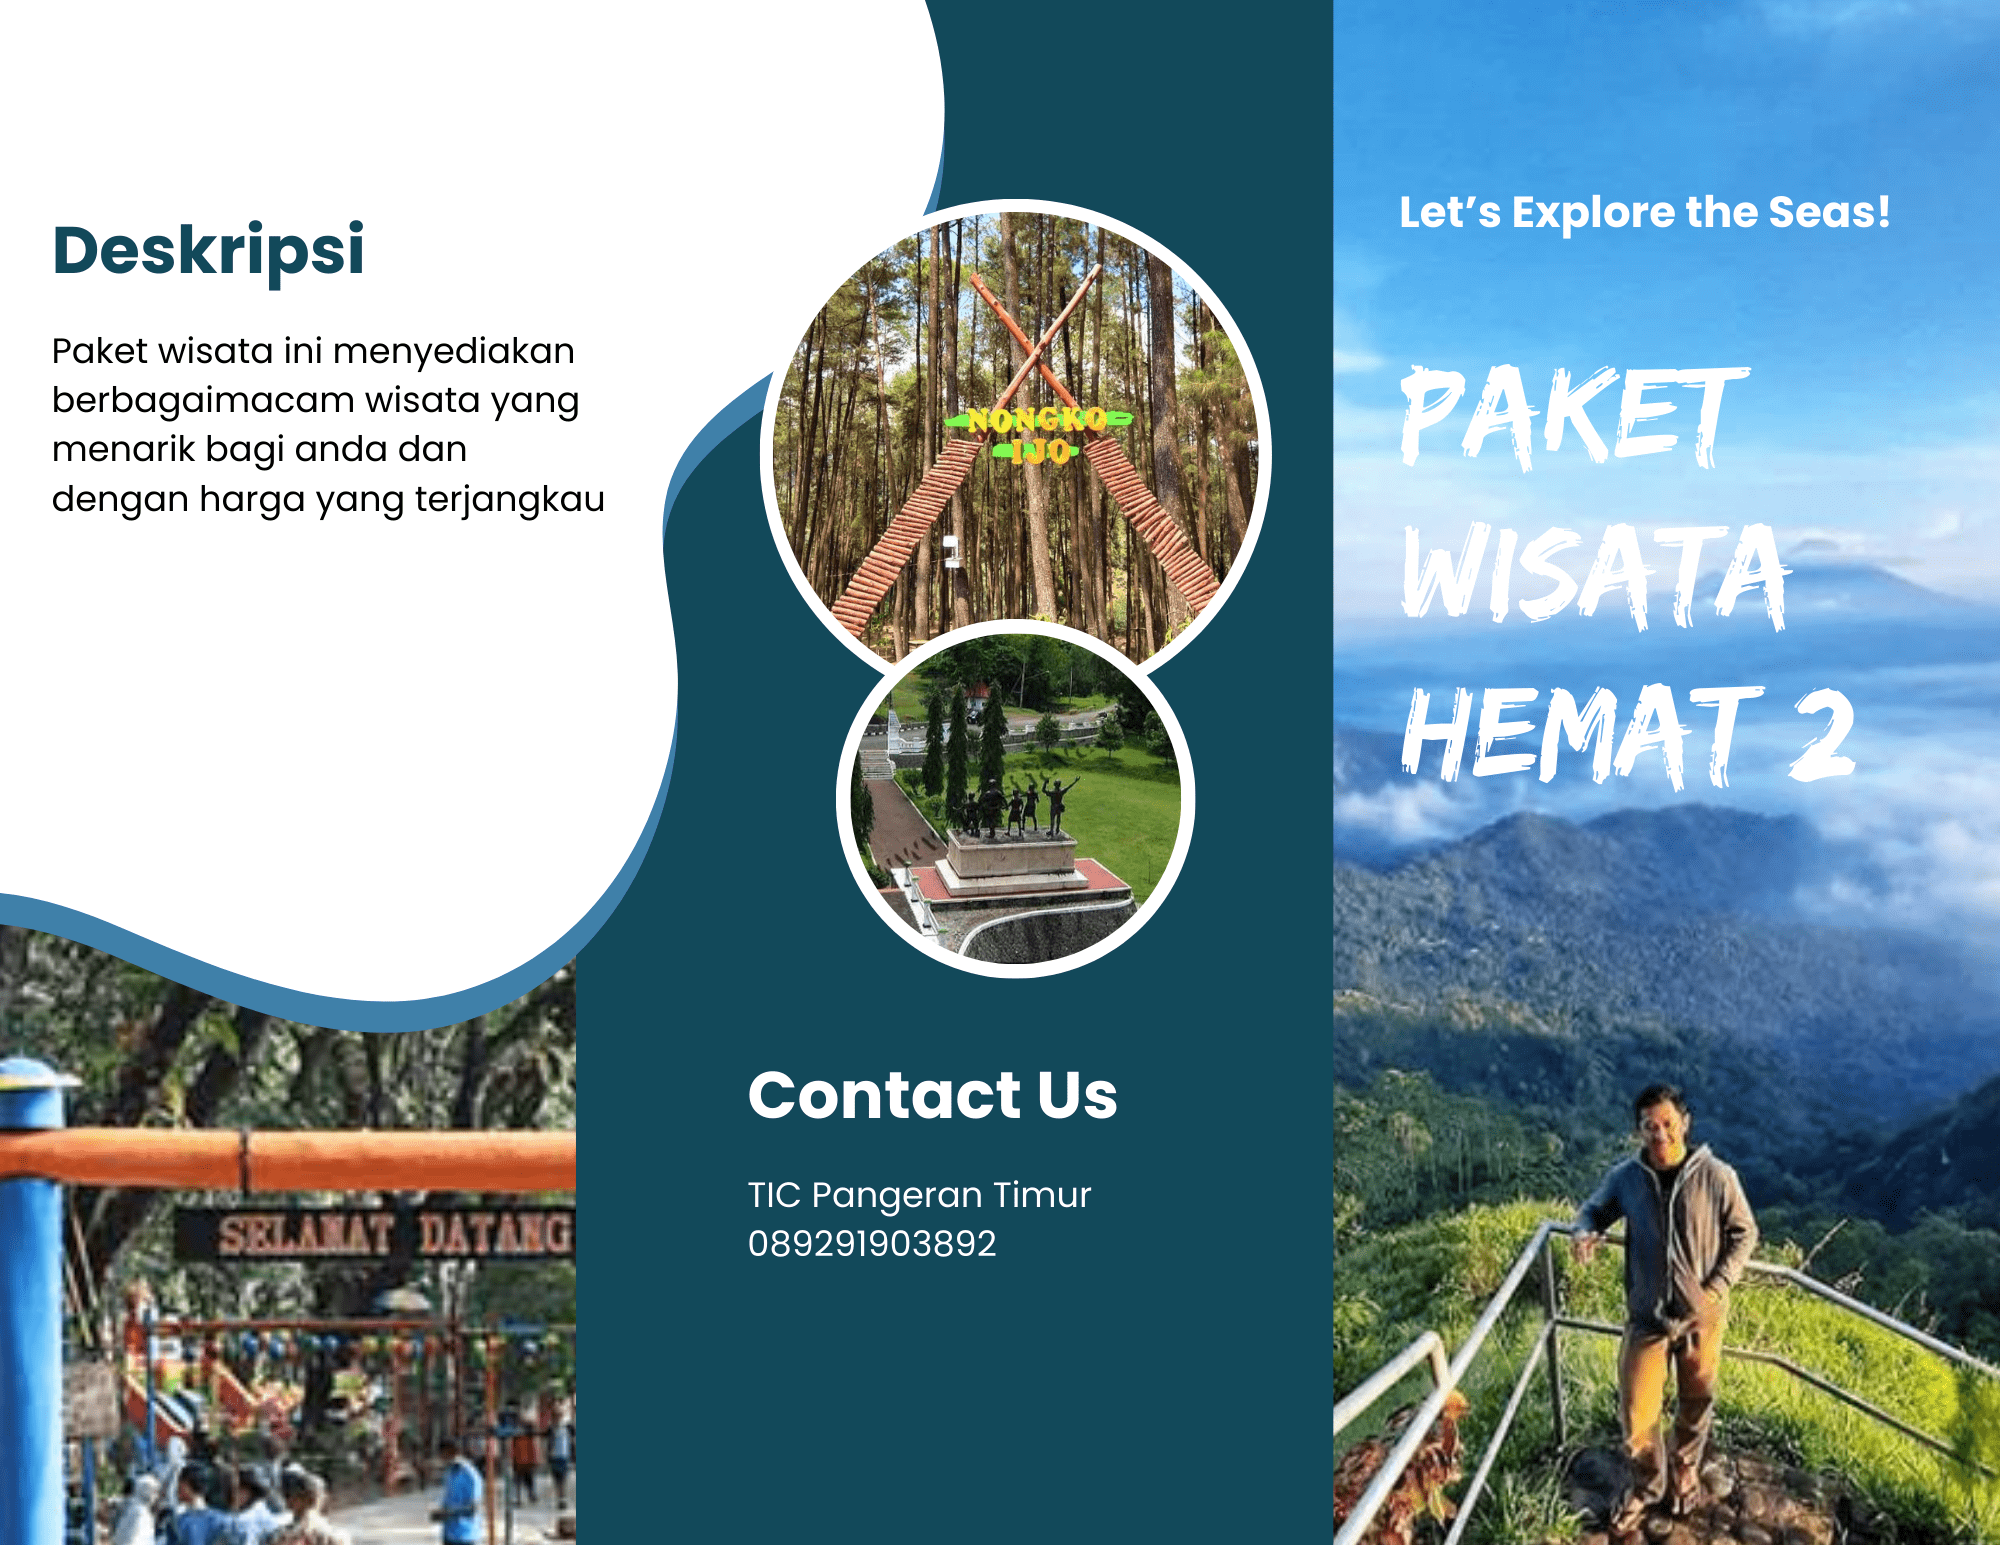 Deskripsi
Paket wisata ini menyediakan
berbagaimacam wisata yang
menarik bagi anda dan
dengan harga yang terjangkau
SELAMAT DATANG
NONGKO
IJO
Contact Us
TIC Pangeran Timur
089291903892
Let’s Explore the Seas!
PAKET
WISATA
HEMAT 2